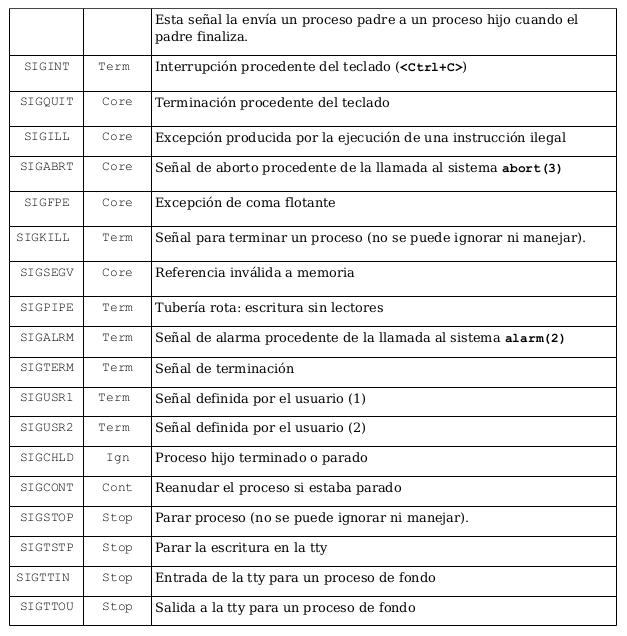 Esta señal la envía un proceso padre a un proceso hijo cuando el
padre finaliza.
SIGINT Term Interrupción procedente del teclado (<Ctrl+C>)
SIGQUIT Core Terminación procedente del teclado
SIGILL Core Excepción producida por la ejecución de una instrucción ilegal
SIGABRT Core Señal de aborto procedente de la llamada al sistema abort(3)
SIGFPE Core Excepción de coma flotante
SIGKILL Term Señal para terminar un proceso (no se puede ignorar ni manejar).
SIGSEGV Core Referencia inválida a memoria
SIGPIPE Term Tubería rota: escritura sin lectores
SIGALRM Term Señal de alarma procedente de la llamada al sistema alarm(2)
SIGTERM Term Señal de terminación
SIGUSR1 Term Señal definida por el usuario (1)
SIGUSR2 Term Señal definida por el usuario (2)
SIGCHLD Ign Proceso hijo terminado o parado
SIGCONT Cont Reanudar el proceso si estaba parado
SIGSTOP Stop Parar proceso (no se puede ignorar ni manejar).
SIGTSTP Stop Parar la escritura en la tty
SIGTTIN Stop Entrada de la tty para un proceso de fondo
SIGTTOU Stop Salida a la tty para un proceso de fondo